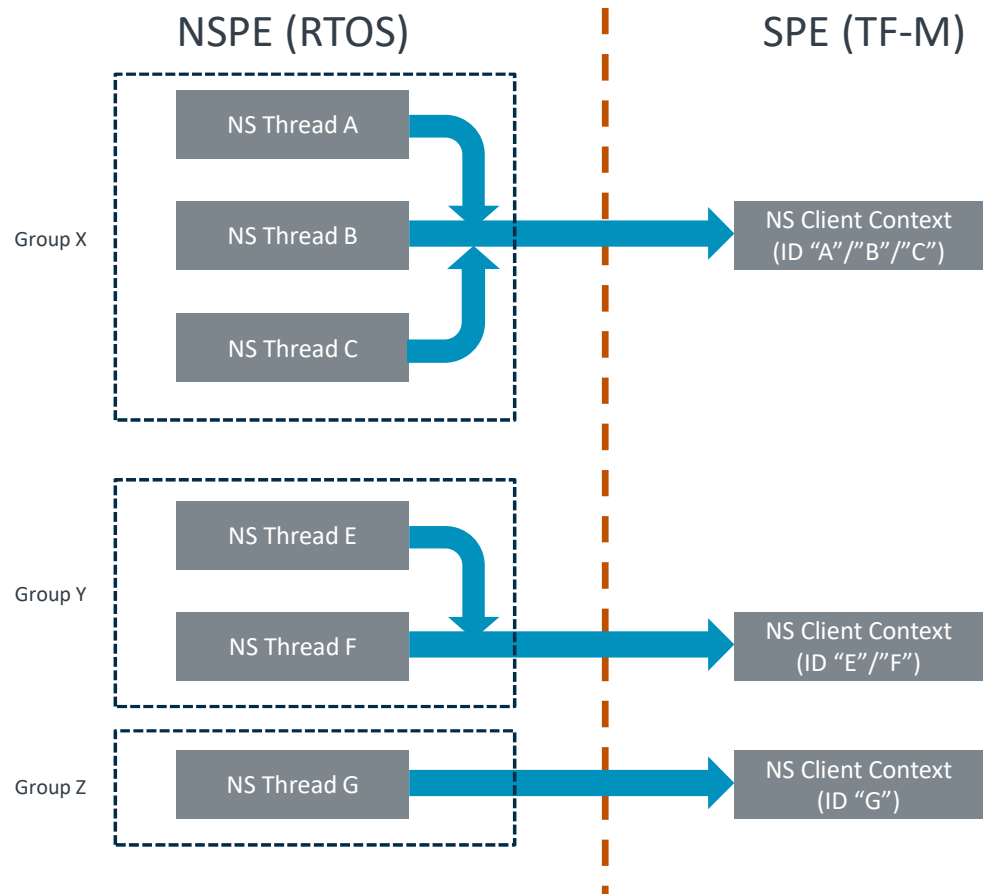 NSPE (RTOS)
SPE (TF-M)
Group X
NS Thread A
NS Thread B
NS Thread C
NS Client Context
(ID “A”/”B”/”C”)
Group Y
NS Thread E
NS Thread F
NS Client Context
(ID “E”/”F”)
Group Z
NS Thread G
NS Client Context
(ID “G”)